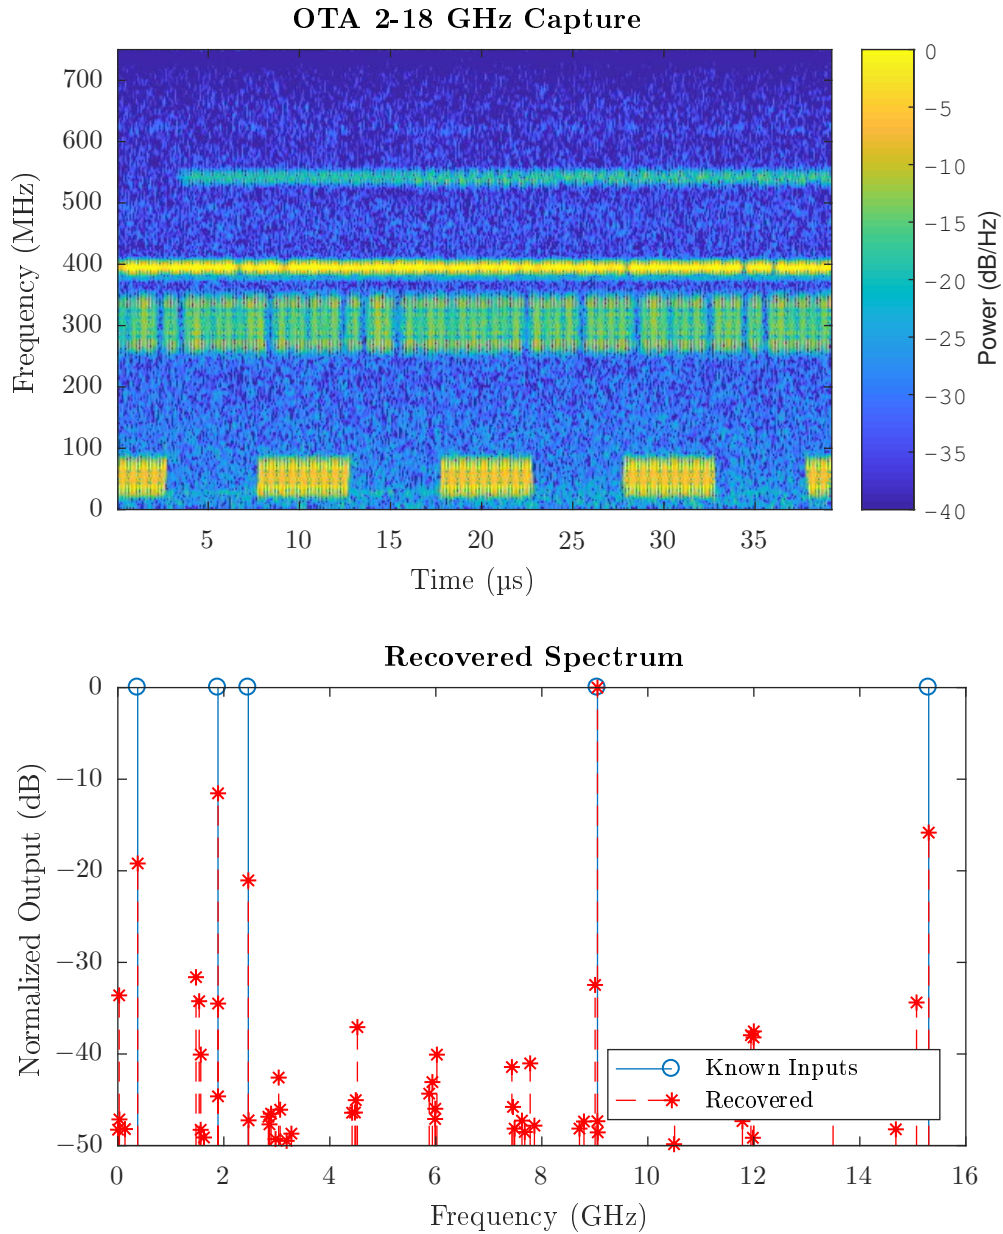 OTA 2-18 GHz Capture
700
600
500
400
300
200
100
0
Frequency (MHz)
5 10 15 20 25 30 35
Time (µs)
0
−5
−10
−15
−20
−25
−30
−35
−40
Power (dB/Hz)
Recovered Spectrum
0
−10
−20
−30
−40
−50
Normalized Output (dB)
Known Inputs
Recovered
0 2 4 6 8 10 12 14 16
Frequency (GHz)